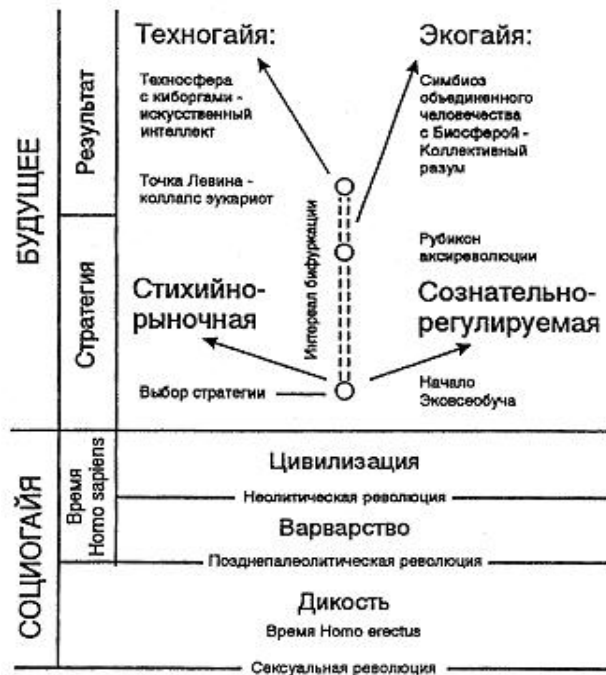 Техногайя:
Техносфера
с киборгами -
искусственный
интеллект
Точка Левина -
коллапс эукариот
Экогайя:
Симбиоз
объединенного
человечества
с Биосферой -
Коллективный
разум
Рубикон
аксиреволюции
Стихийно-
рыночная
Интервал бифуркации
Сознательно-
регулируемая
Выбор стратегии
Начало
Эковсеобуча
БУДУЩЕЕ
Результат
Стратегия
СОЦИОГАЙЯ
Время
Homo sapiens
Цивилизация
Неолитическая революция
Варварство
Позднепалеолитическая революция
Дикость
Время Homo erectus
Сексуальная революция